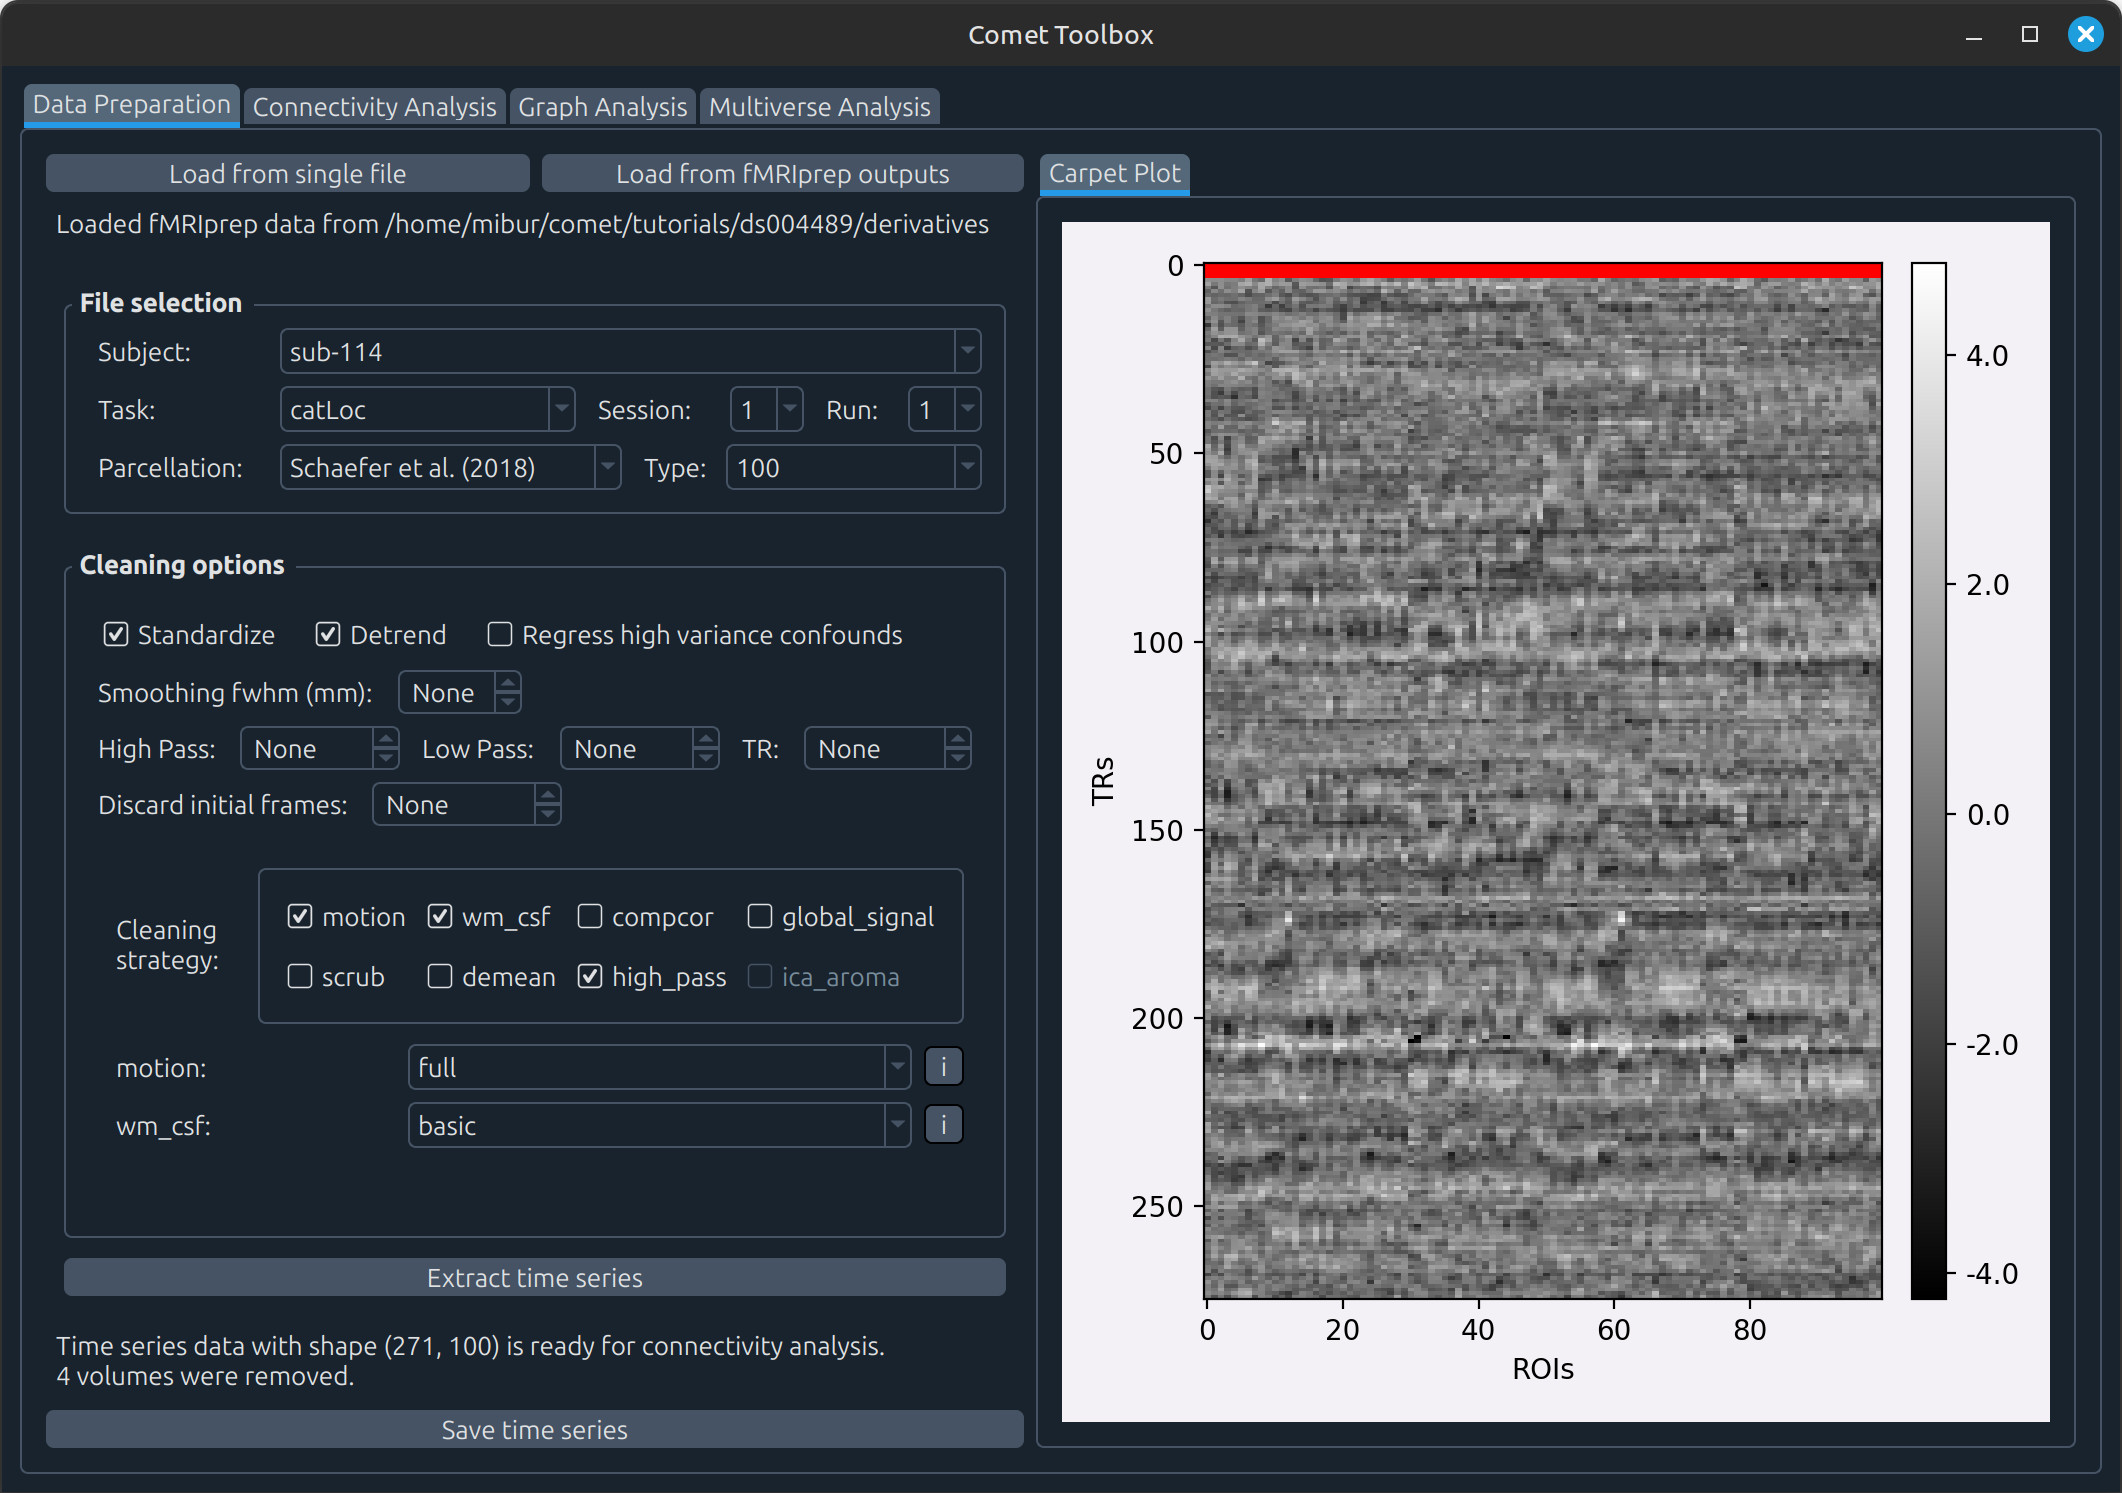 Comet Toolbox
Data Preparation Connectivity Analysis Graph Analysis Multiverse Analysis
Load from single file Load from fMRIprep outputs
Loaded fMRIprep data from /home/mibur/comet/tutorials/ds004489/derivatives
File selection
Subject: sub-114
Task: catLoc Session: 1 Run: 1
Parcellation: Schaefer et al. (2018) Type: 100
Cleaning options
Standardize Detrend Regress high variance confounds
Smoothing fwhm (mm): None
High Pass: None Low Pass: None TR: None
Discard initial frames: None
Cleaning
strategy:
motion wm_csf compcor global_signal
scrub demean high_pass ica_aroma
motion: full i
wm_csf: basic i
Extract time series
Time series data with shape (271, 100) is ready for connectivity analysis.
4 volumes were removed.
Save time series
Carpet Plot
0
50
100
150
200
250
TRs
0 20 40 60 80
ROIs
4.0
2.0
0.0
-2.0
-4.0